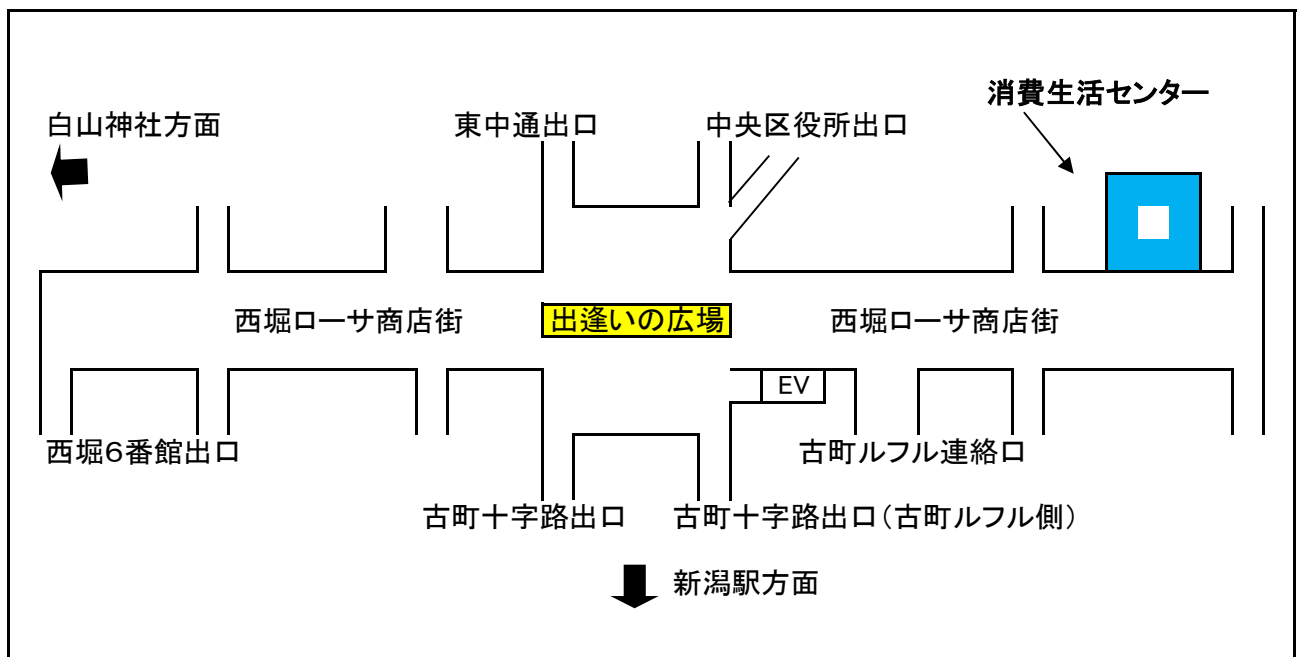 消費生活センター
白山神社方面
東中通出口
中央区役所出口
西堀ローサ商店街
出逢いの広場
西堀ローサ商店街
EV
西堀6番館出口
古町ルフル連絡口
古町十字路出口
古町十字路出口(古町ルフル側)
新潟駅方面